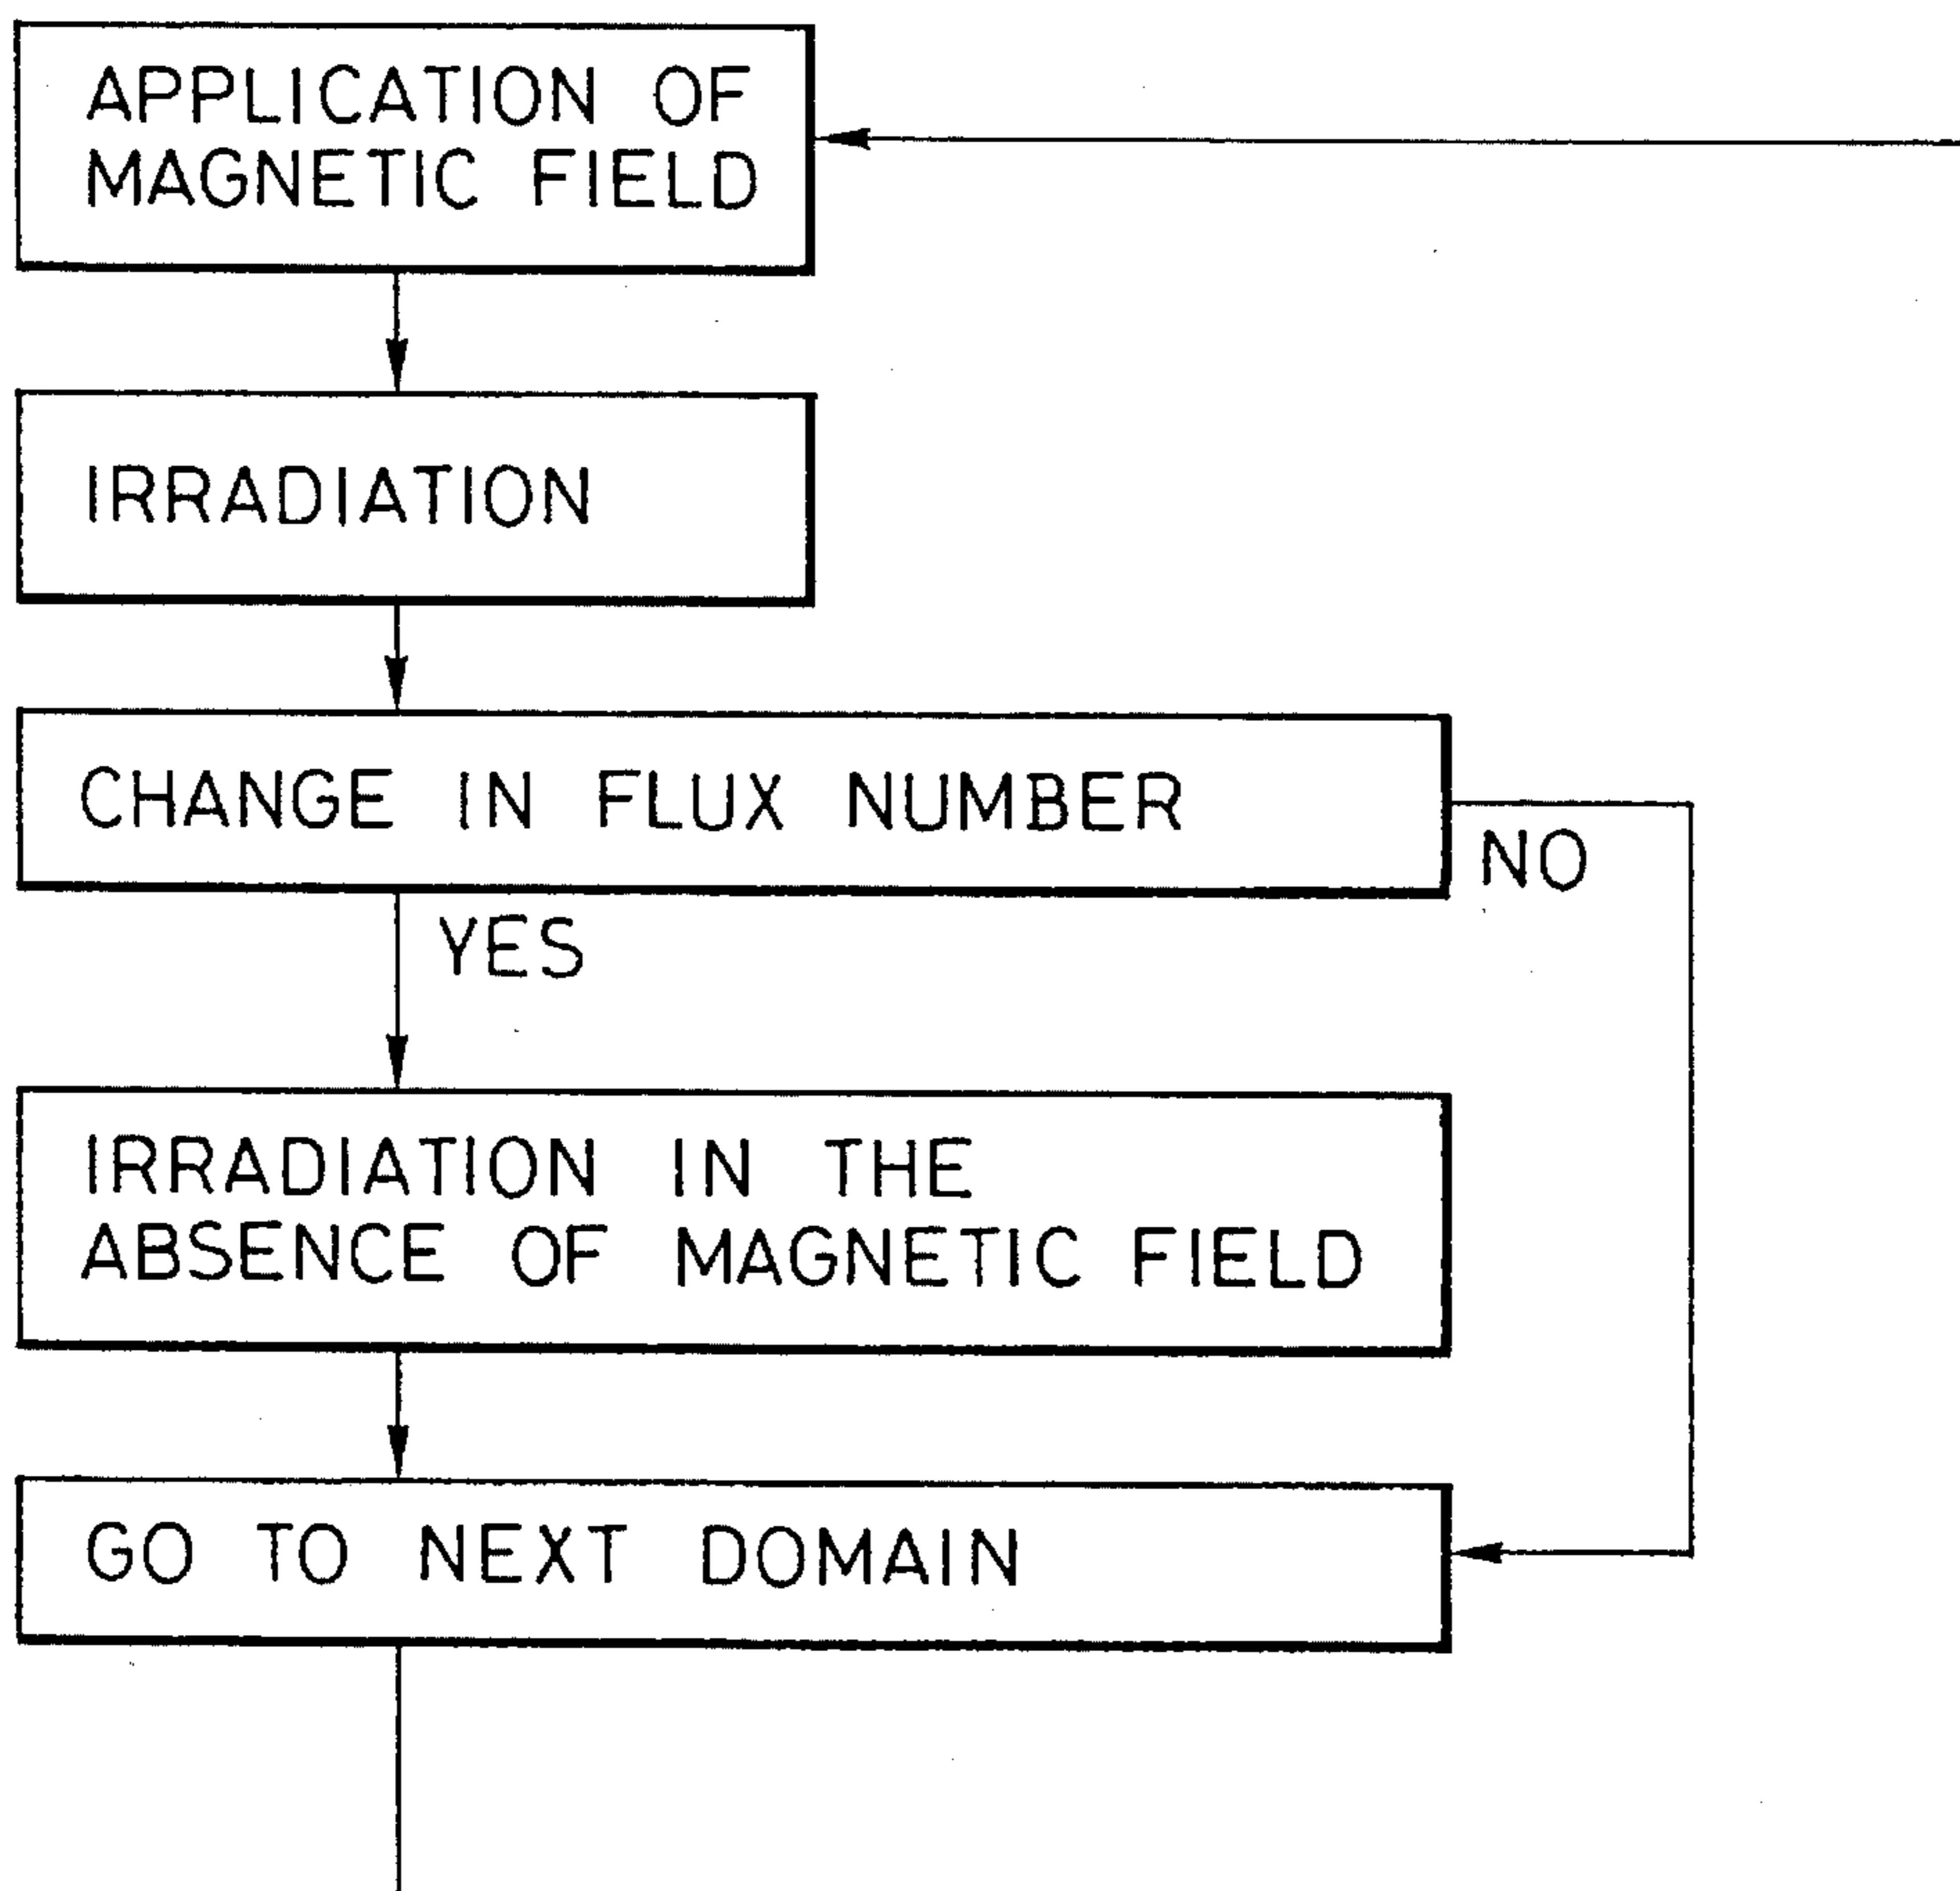 APPLICATION OF
MAGNETIC FIELD
IRRADIATION
CHANGE IN FLUX NUMBER
NO
YES
IRRADIATION IN THE
ABSENCE OF MAGNETIC FIELD
GO TO NEXT DOMAIN